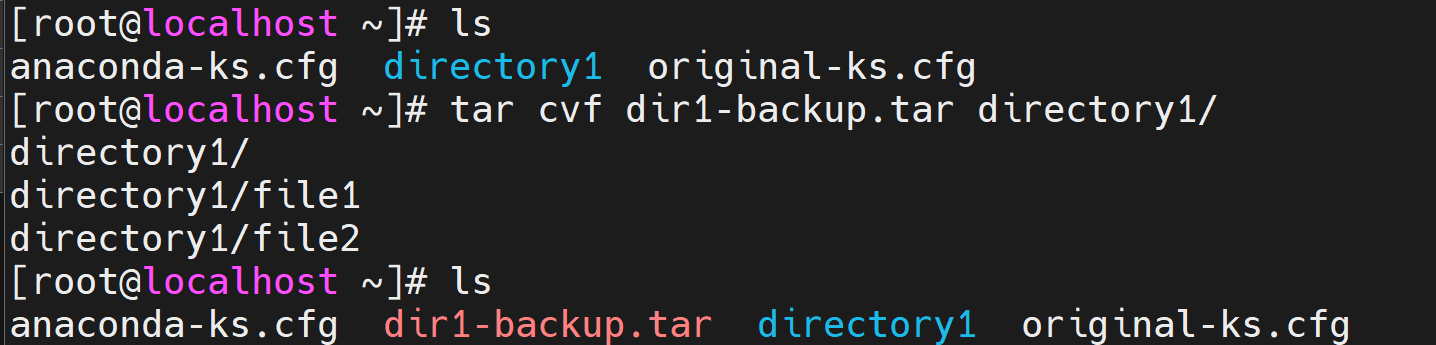 [root@localhost ~]# ls
anaconda-ks.cfg  directory1  original-ks.cfg
[root@localhost ~]# tar cvf dir1-backup.tar directory1/
directory1/
directory1/file1
directory1/file2
[root@localhost ~]# ls
anaconda-ks.cfg  dir1-backup.tar  directory1  original-ks.cfg